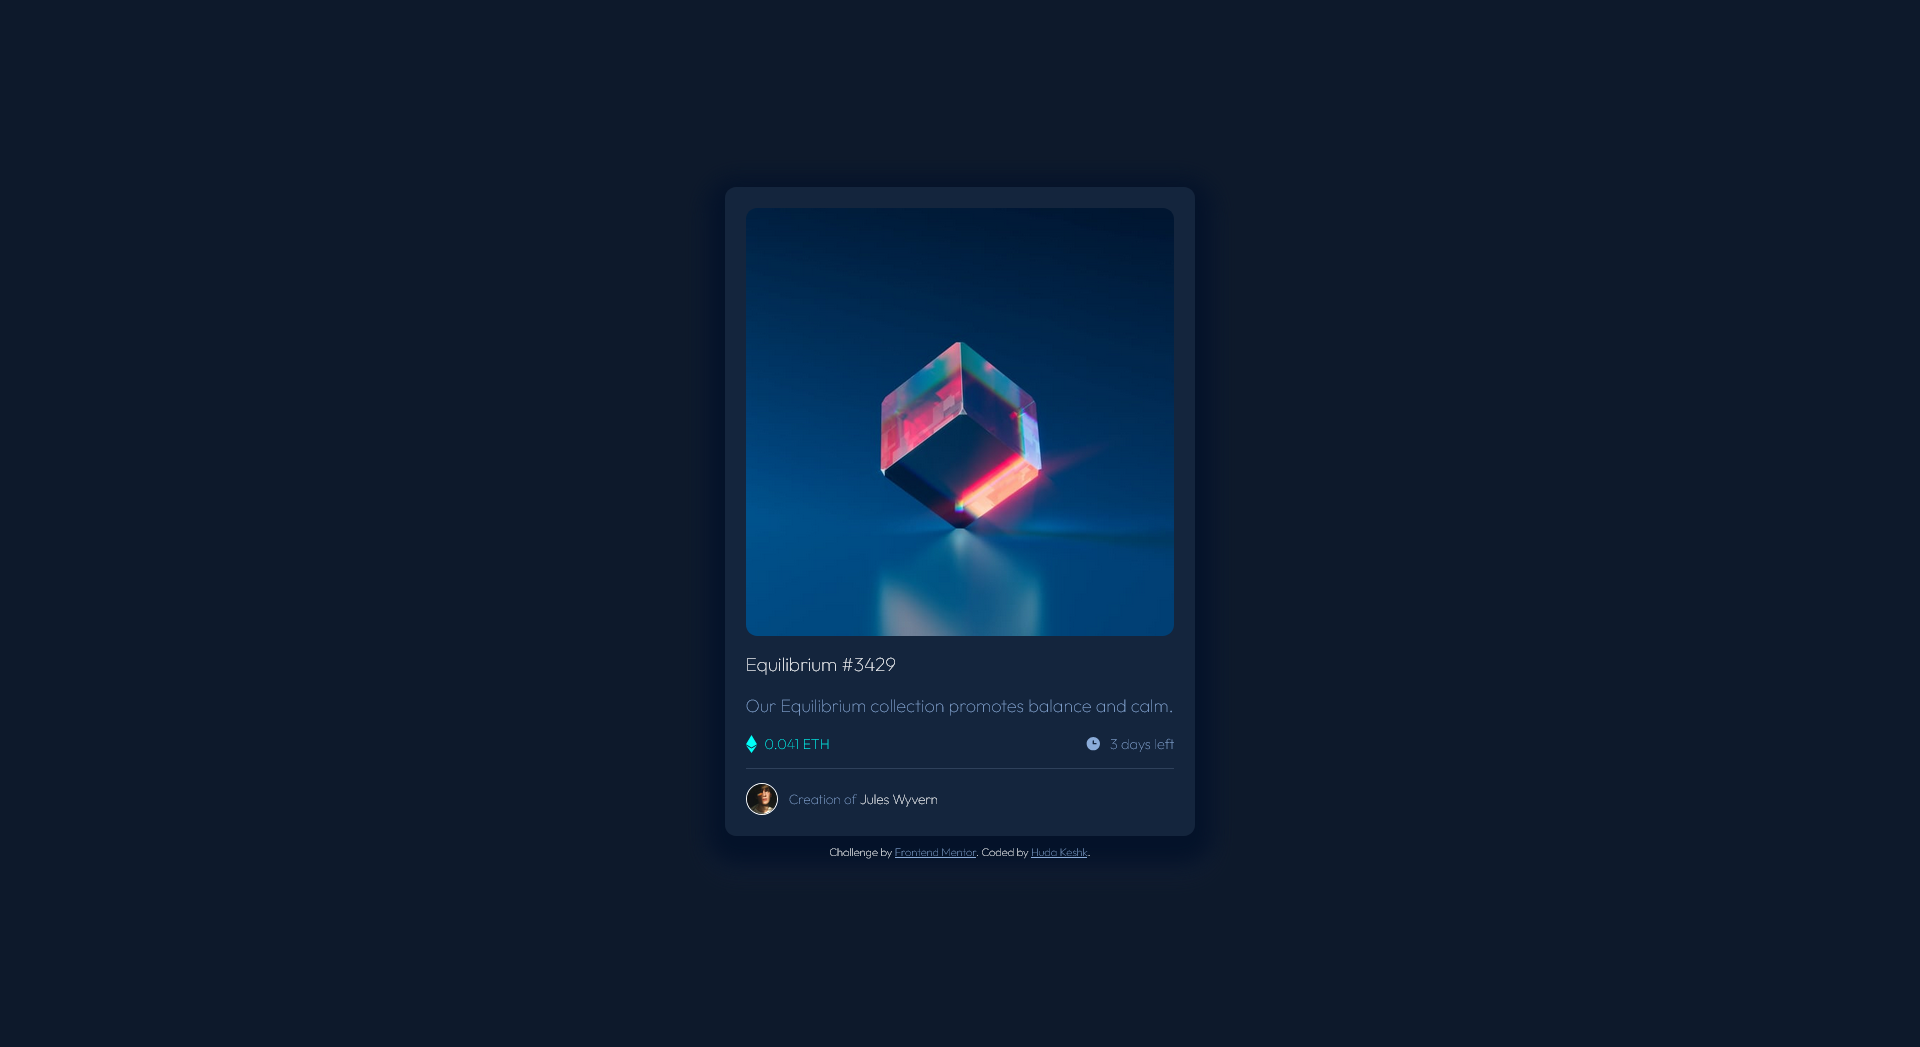 Equilibrium #3429
Our Equilibrium collection promotes balance and calm.
0.041 ETH 3 days left
Creation of Jules Wyvern
Challenge by Frontend Mentor. Coded by Huda Keshk.